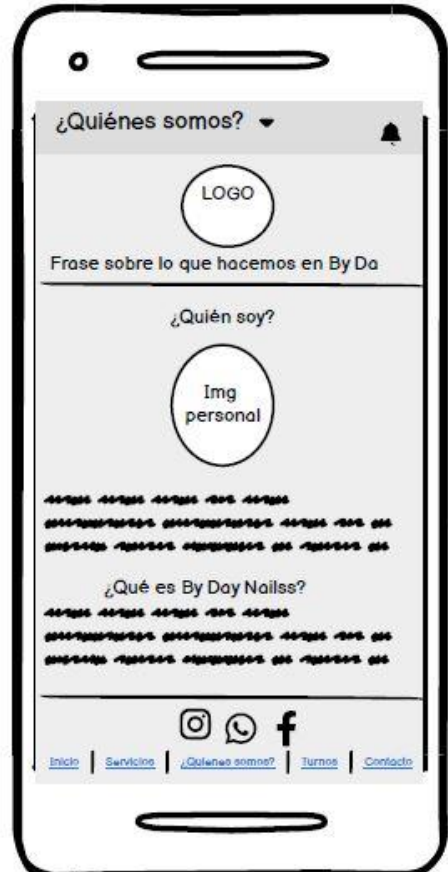 ¿Quiénes somos?
LOGO
Frase sobre lo que hacemos en By Da
¿Quién soy?
Img
personal
¿Qué es By Day Nailss?
Inicio | Servicios | ¿Quienes somos? | Turnos | Contacto